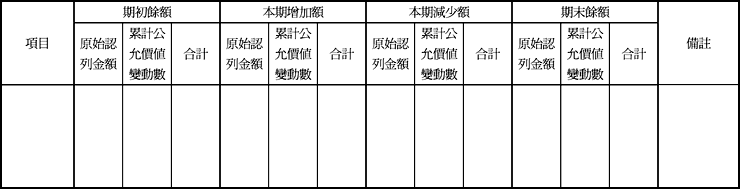 項目 期初餘額 本期增加額 本期減少額 期末餘額 備註
原始認列金額 累計公允價值變動數 合計 原始認列金額 累計公允價值變動數 合計 原始認列金額 累計公允價值變動數 合計 原始認列金額 累計公允價值變動數 合計